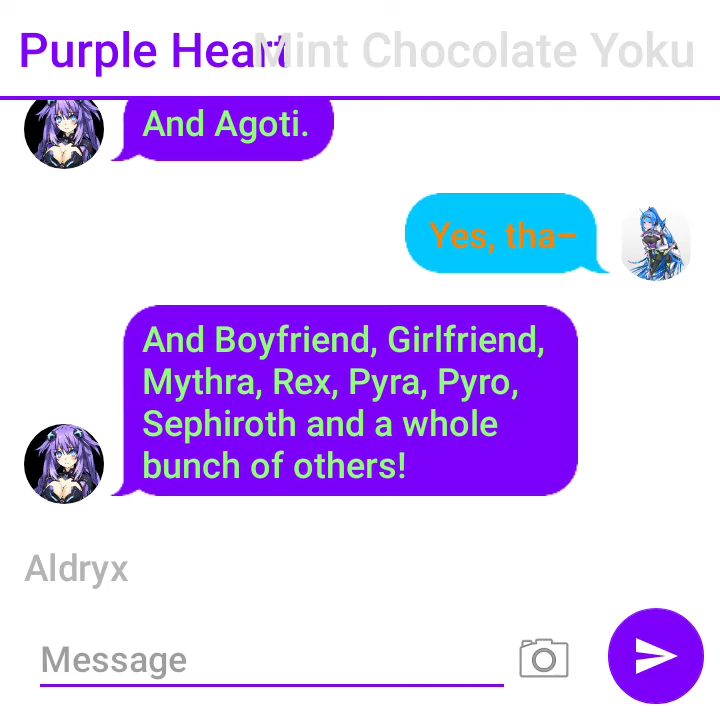 Purple Heart Mint Chocolate Yoku
And Agoti.
Yes, tha–
And Boyfriend, Girlfriend,
Mythra, Rex, Pyra, Pyro,
Sephiroth and a whole
bunch of others!
Aldryx
Message